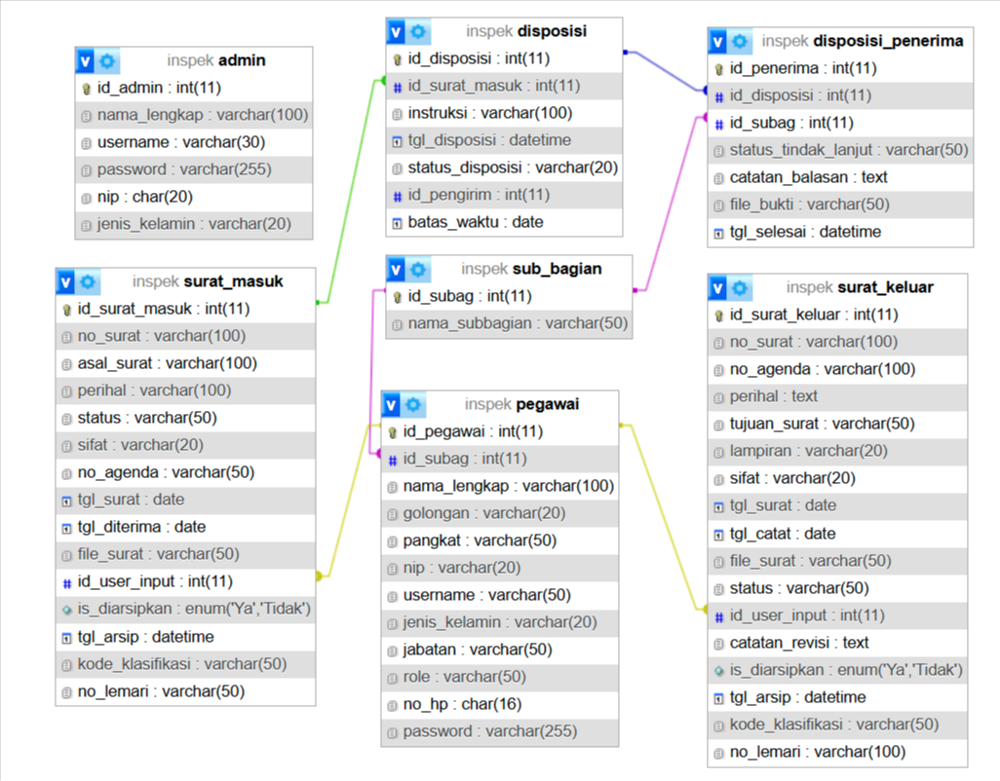 inspek admin
id_admin : int(11)
nama_lengkap : varchar(100)
username : varchar(30)
password : varchar(255)
nip : char(20)
jenis_kelamin : varchar(20)
inspek disposisi
id_disposisi : int(11)
id_surat_masuk : int(11)
instruksi : varchar(100)
tgl_disposisi : datetime
status_disposisi : varchar(20)
id_pengirim : int(11)
batas_waktu : date
inspek disposisi_penerima
id_penerima : int(11)
id_disposisi : int(11)
id_subag : int(11)
status_tindak_lanjut : varchar(50)
catatan_balasan : text
file_bukti : varchar(50)
tgl_selesai : datetime
inspek surat_masuk
id_surat_masuk : int(11)
no_surat : varchar(100)
asal_surat : varchar(100)
perihal : varchar(100)
status : varchar(50)
sifat : varchar(20)
no_agenda : varchar(50)
tgl_surat : date
tgl_diterima : date
file_surat : varchar(50)
id_user_input : int(11)
is_diarsipkan : enum('Ya','Tidak')
tgl_arsip : datetime
kode_klasifikasi : varchar(50)
no_lemari : varchar(50)
inspek sub_bagian
id_subag : int(11)
nama_subbagian : varchar(50)
inspek pegawai
id_pegawai : int(11)
id_subag : int(11)
nama_lengkap : varchar(100)
golongan : varchar(20)
pangkat : varchar(50)
nip : varchar(20)
username : varchar(50)
jenis_kelamin : varchar(20)
jabatan : varchar(50)
role : varchar(50)
no_hp : char(16)
password : varchar(255)
inspek surat_keluar
id_surat_keluar : int(11)
no_surat : varchar(100)
no_agenda : varchar(100)
perihal : text
tujuan_surat : varchar(50)
lampiran : varchar(20)
sifat : varchar(20)
tgl_surat : date
tgl_catat : date
file_surat : varchar(50)
status : varchar(50)
id_user_input : int(11)
catatan_revisi : text
is_diarsipkan : enum('Ya','Tidak')
tgl_arsip : datetime
kode_klasifikasi : varchar(50)
no_lemari : varchar(100)